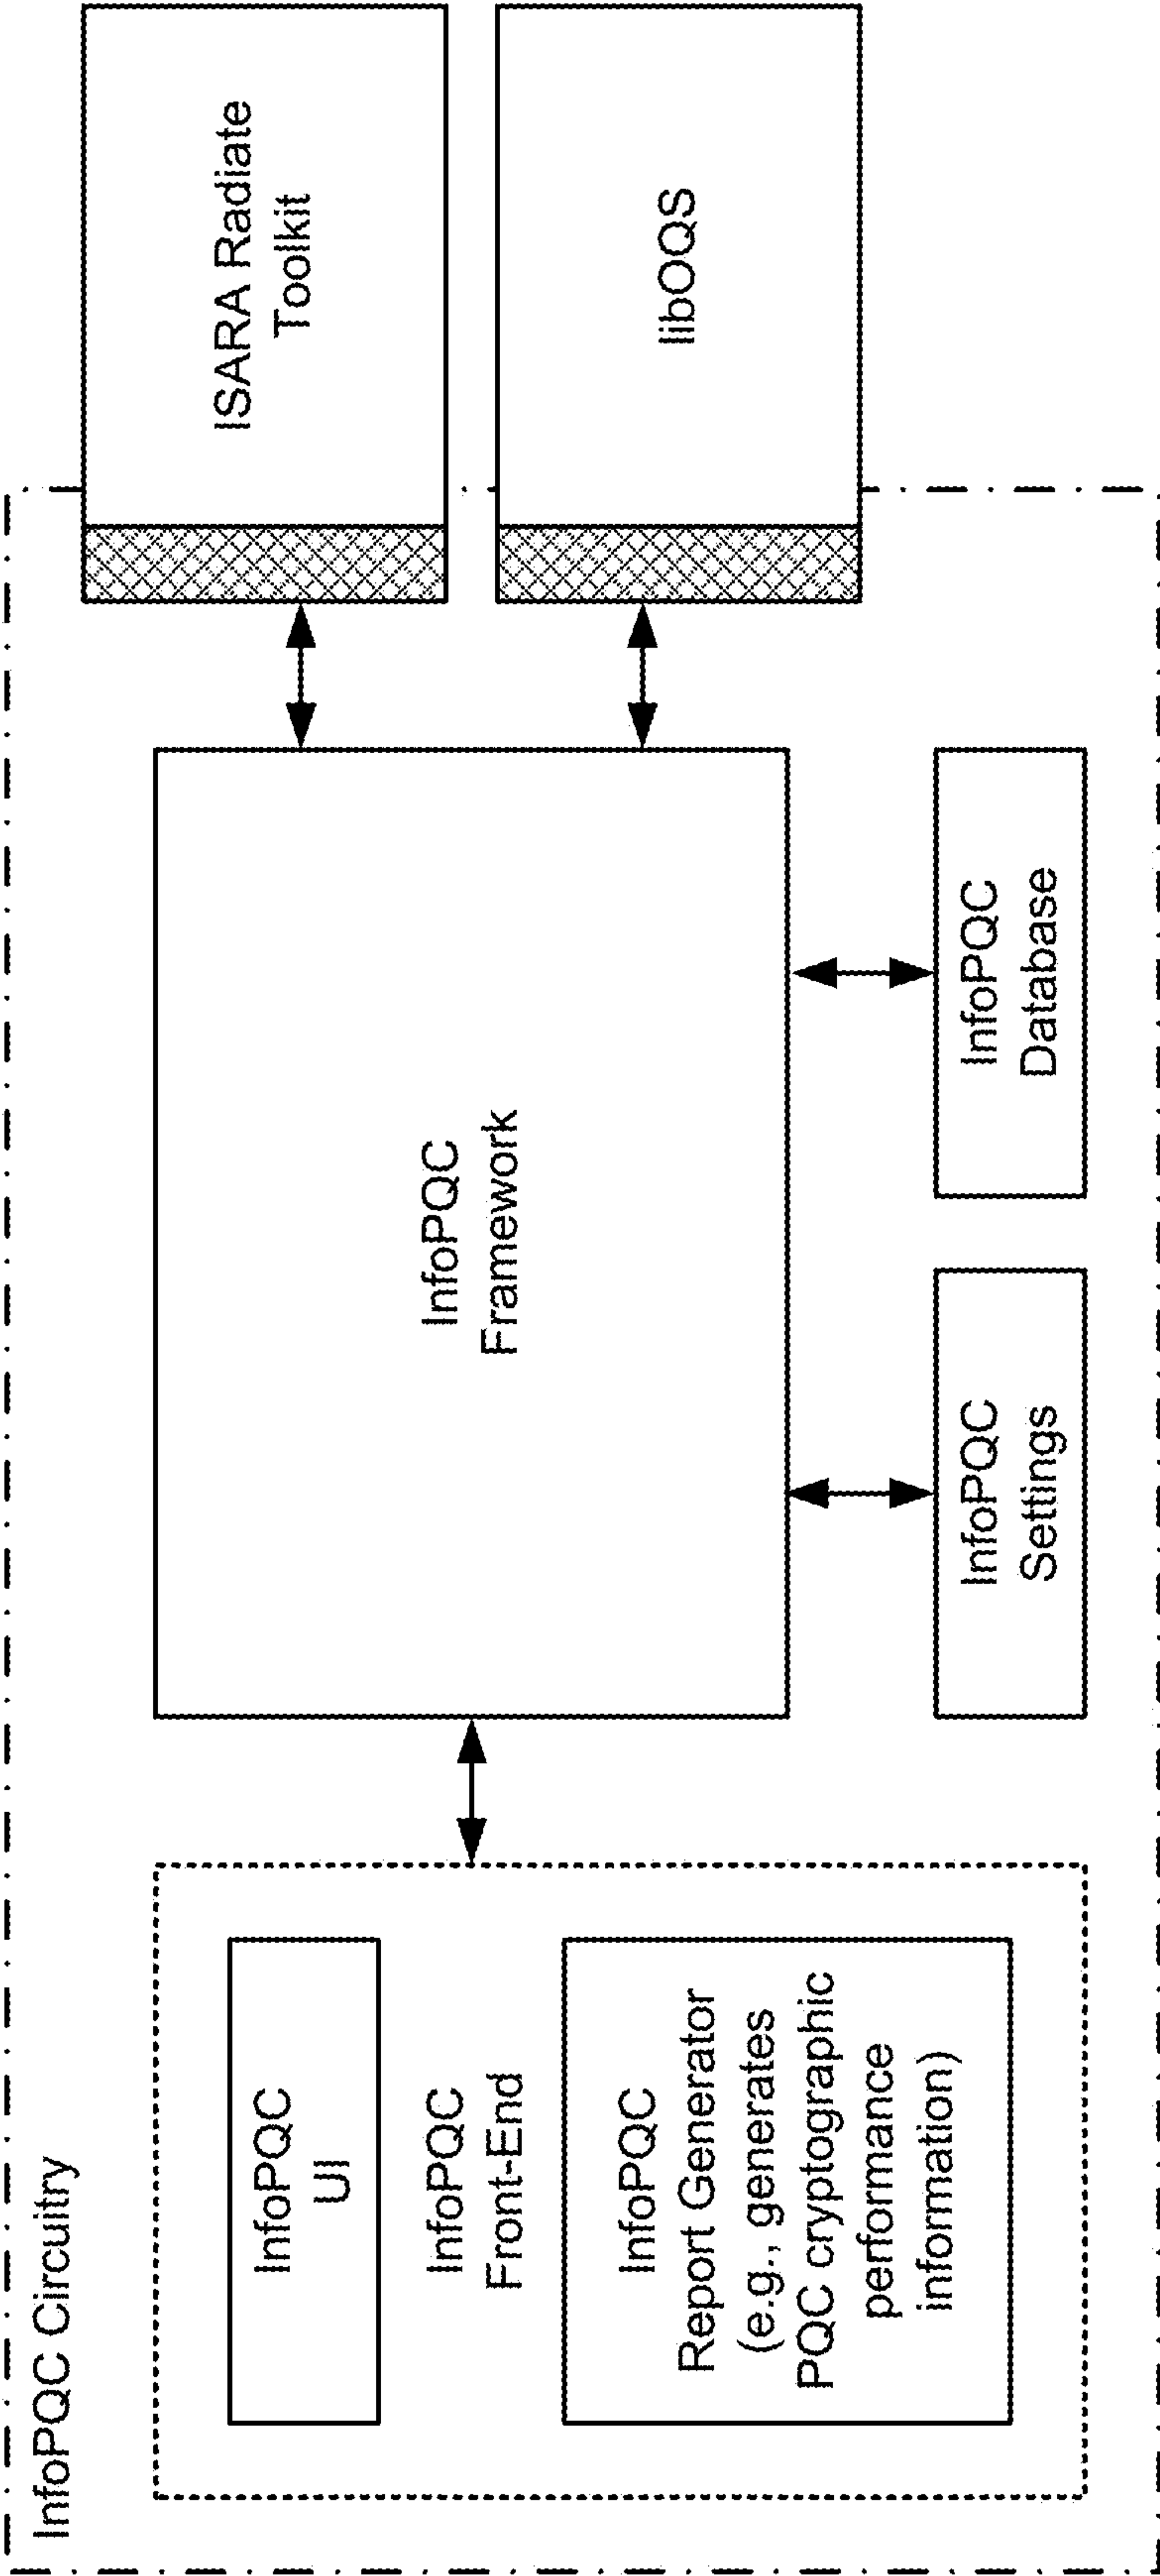 InfoPQC Circuitry
InfoPQC
UI
InfoPQC
Front-End
InfoPQC
Report Generator
(e.g., generates
PQC cryptographic
performance
information)
InfoPQC
Framework
InfoPQC
Settings
InfoPQC
Database
ISARA Radiate
Toolkit
libOQS